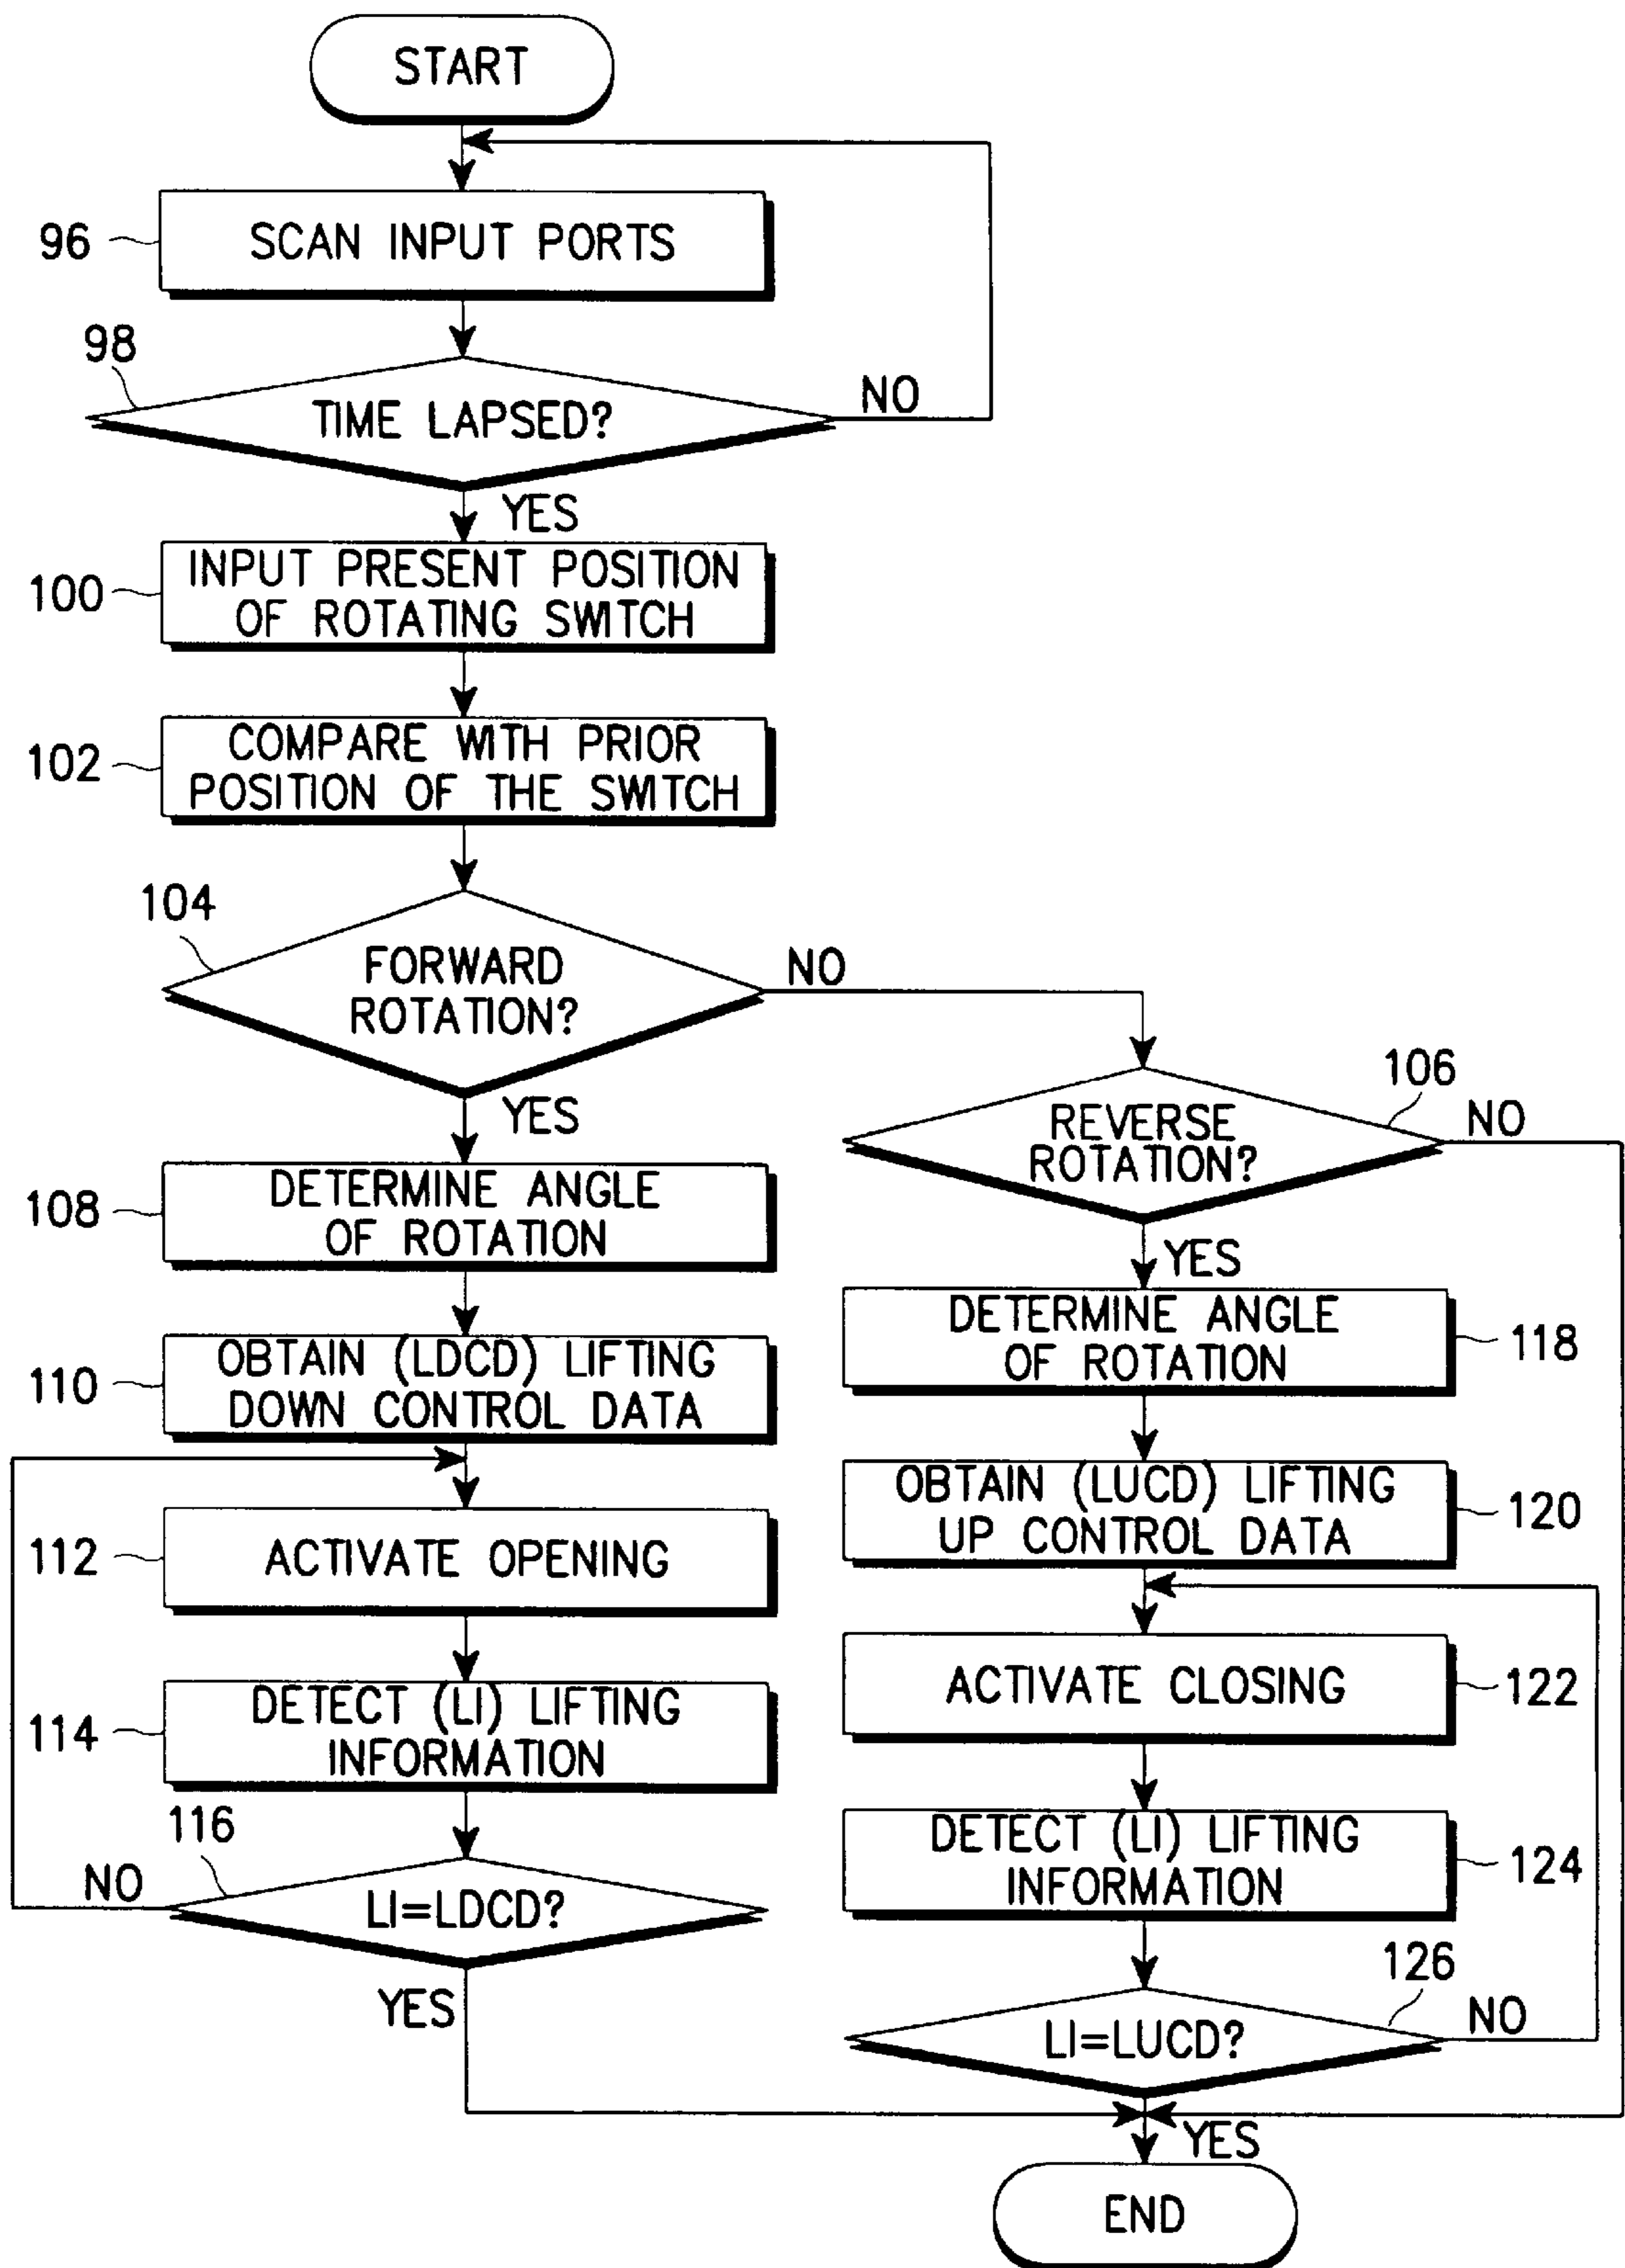 START
96
SCAN INPUT PORTS
98
TIME LAPSED?
NO
YES
100
INPUT PRESENT POSITION
OF ROTATING SWITCH
102
COMPARE WITH PRIOR
POSITION OF THE SWITCH
104
FORWARD
ROTATION?
NO
YES
106
REVERSE
ROTATION?
NO
YES
108
DETERMINE ANGLE
OF ROTATION
110
OBTAIN (LDCD) LIFTING
DOWN CONTROL DATA
112
ACTIVATE OPENING
114
DETECT (LI) LIFTING
INFORMATION
116
LI=LDCD?
NO
YES
DETERMINE ANGLE
OF ROTATION
118
OBTAIN (LUCD) LIFTING
UP CONTROL DATA
120
ACTIVATE CLOSING
122
DETECT (LI) LIFTING
INFORMATION
124
126
LI=LUCD?
NO
YES
END